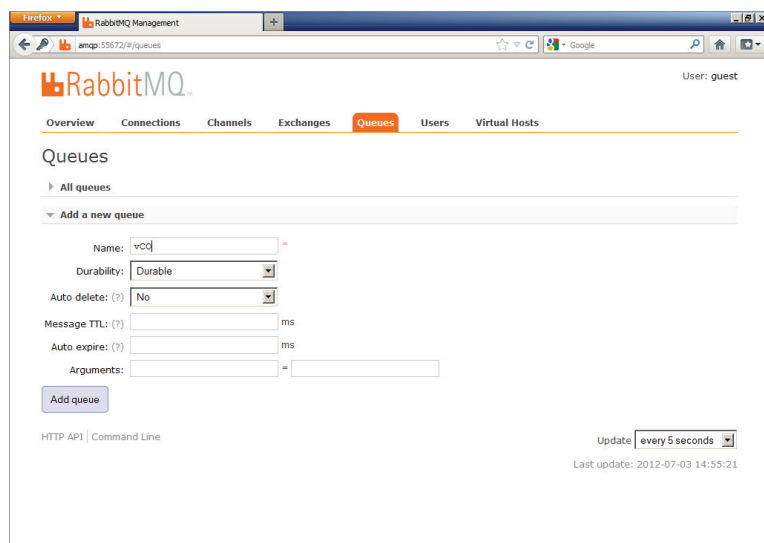 Firefox
RabbitMQ Management
amqp:55672/#/queues
Google
RabbitMQ
User: guest
Overview Connections Channels Exchanges Queues Users Virtual Hosts
Queues
All queues
Add a new queue
Name: vCO *
Durability: Durable
Auto delete: (?) No
Message TTL: (?) ms
Auto expire: (?) ms
Arguments: =
Add queue
HTTP API Command Line
Update every 5 seconds
Last update: 2012-07-03 14:55:21